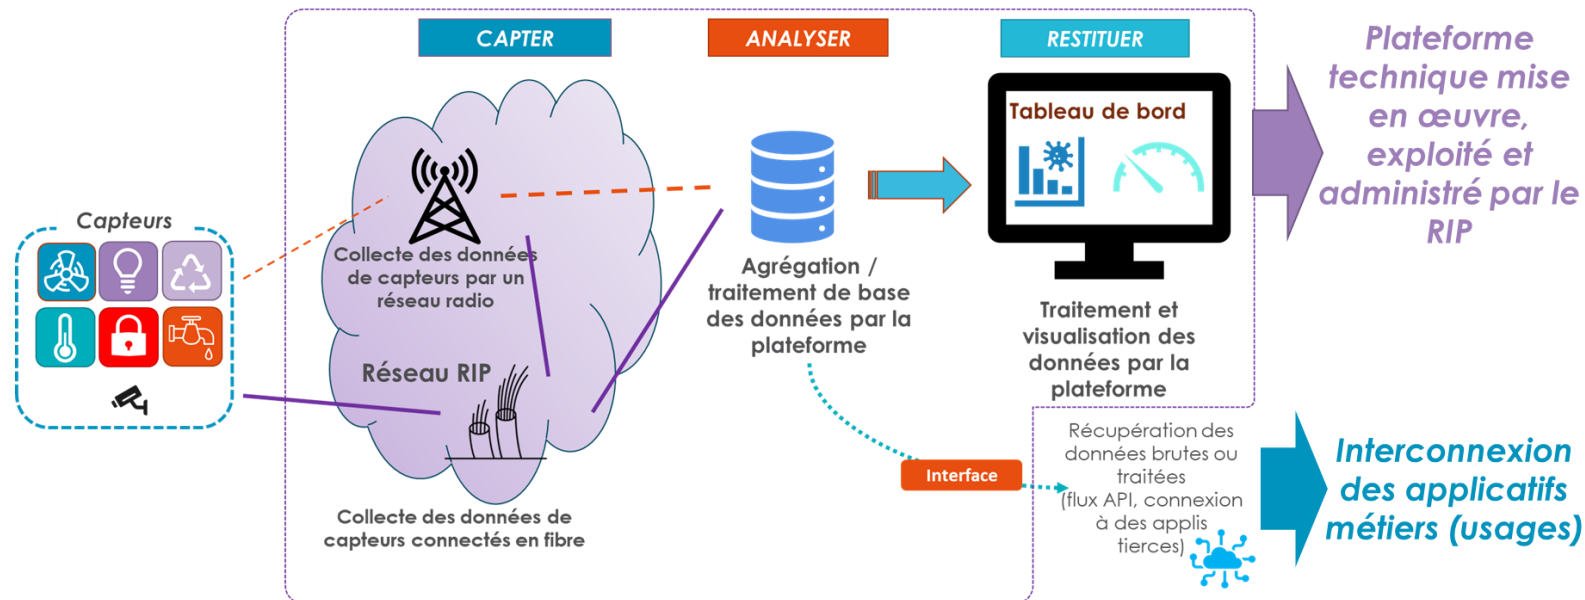 CAPTER
ANALYSER
RESTITUER
Plateforme
technique mise
en œuvre,
exploité et
administré par le
RIP
Tableau de bord
Capteurs
Collecte des données
de capteurs par un
réseau radio
Agrégation /
traitement de base
des données par la
plateforme
Traitement et
visualisation des
données par la
plateforme
Réseau RIP
Collecte des données de
capteurs connectés en fibre
Interface
Récupération des
données brutes ou
traitées
(flux API, connexion
à des applis
tierces)
Interconnexion
des applicatifs
métiers (usages)